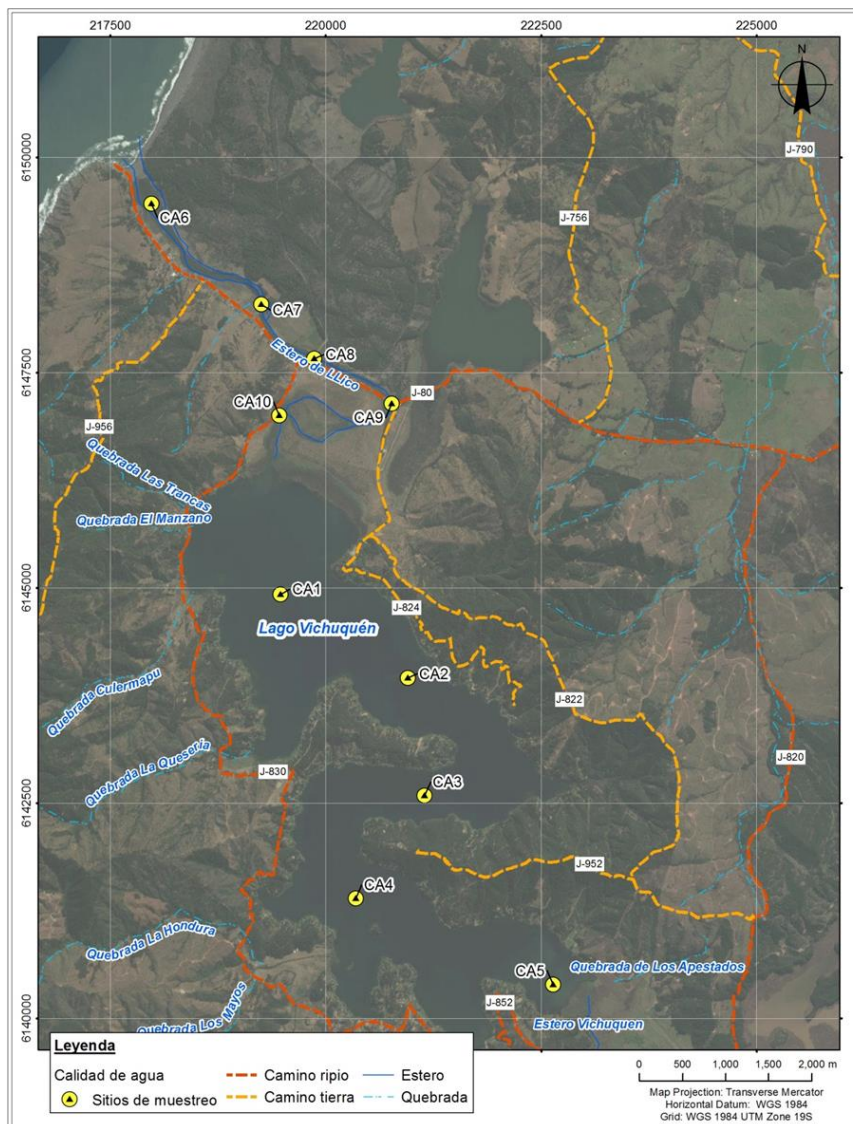 217500 220000 222500 225000
N
6150000
J-790
CA6
J-756
CA7
CA8
Estero de LLico
6147500
J-80
CA10
CA9
J-956
Quebrada Las Trancas
Quebrada El Manzano
6145000
CA1
J-824
Lago Vichuquén
CA2
Quebrada Culermapu
J-822
Quebrada La Quesería
J-830
J-820
CA3
6142500
J-952
CA4
Quebrada La Hondura
CA5
Quebrada de Los Apestados
Quebrada Los Mayos
J-852
6140000
Estero Vichuquen
Leyenda
Calidad de agua
Camino ripio
Estero
Sitios de muestreo
Camino tierra
Quebrada
0 500 1,000 1,500 2,000 m
Map Projection: Transverse Mercator
Horizontal Datum: WGS 1984
Grid: WGS 1984 UTM Zone 19S